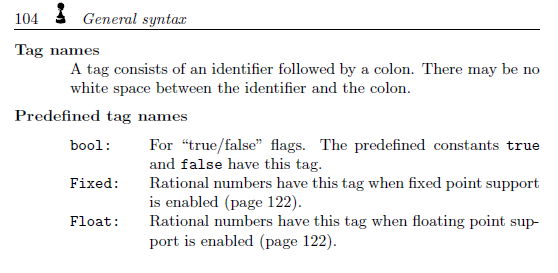 104 General syntax
Tag names
A tag consists of an identifier followed by a colon. There may be no
white space between the identifier and the colon.
Predefined tag names
bool: For “true/false” flags. The predefined constants true
and false have this tag.
Fixed: Rational numbers have this tag when fixed point support
is enabled (page 122).
Float: Rational numbers have this tag when floating point sup-
port is enabled (page 122).